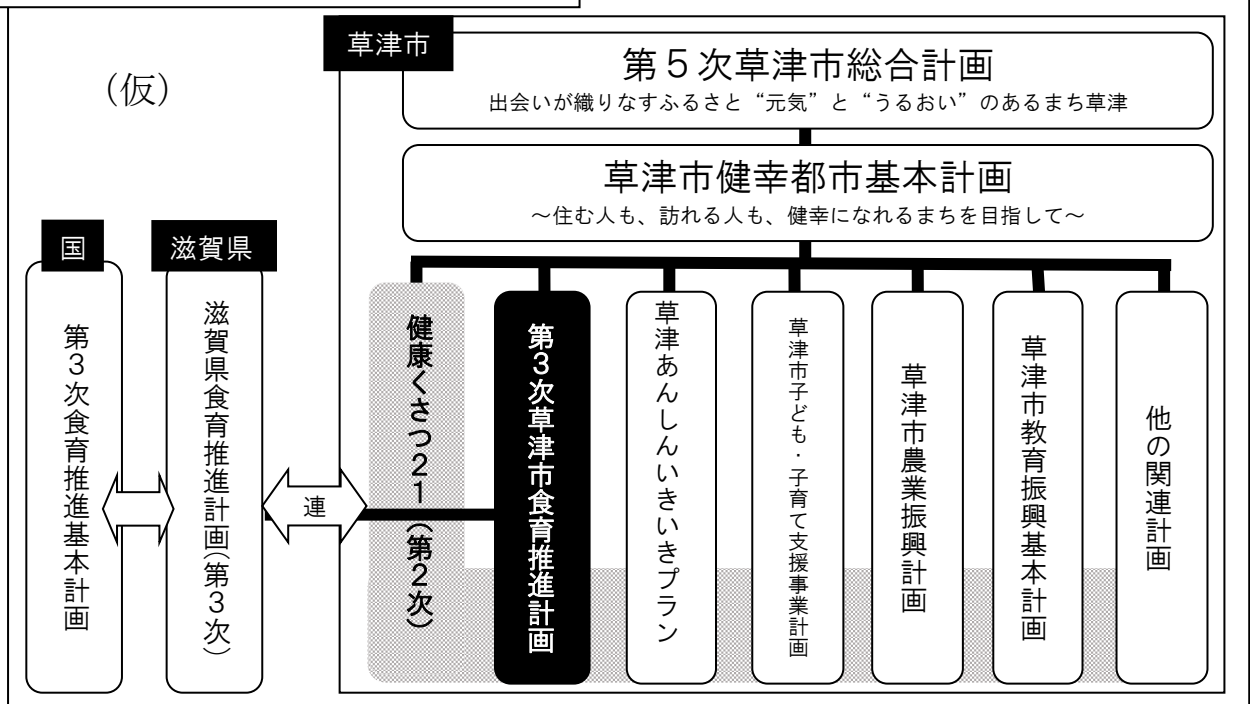 草津市
第5次草津市総合計画
出会いが織りなすふるさと“元気”と“うるおい”のあるまち草津
(仮)
草津市健幸都市基本計画
~住む人も、訪れる人も、健幸になれるまちを目指して~
国
第3次食育推進基本計画
滋賀県
滋賀県食育推進計画(第3次)
連
健康くさつ21(第2次)
第3次草津市食育推進計画
草津あんしんいきいきプラン
草津市子ども・子育て支援事業計画
草津市農業振興計画
草津市教育振興基本計画
他の関連計画